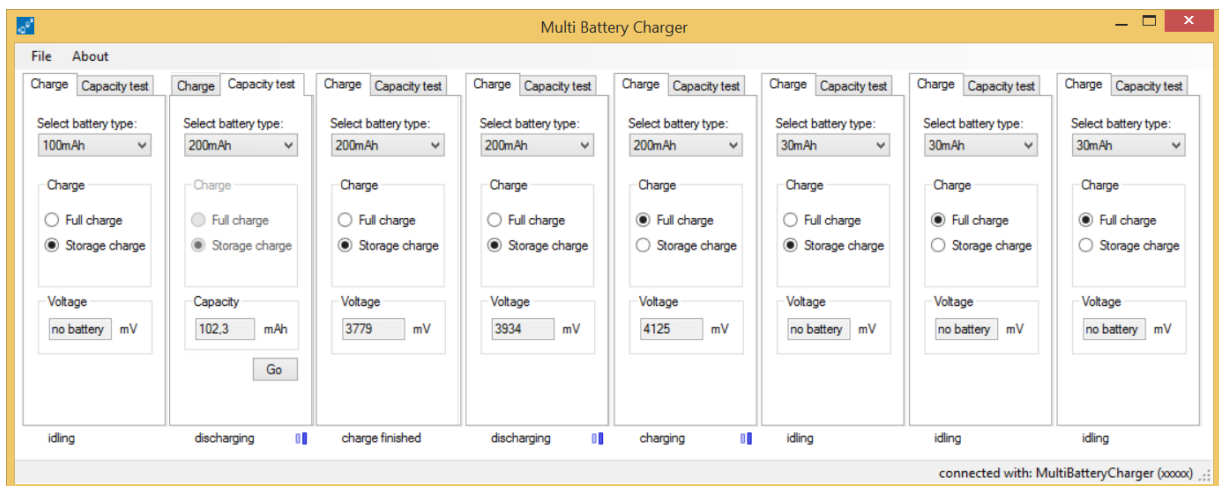 Multi Battery Charger
File About
Charge Capacity test Charge Capacity test Charge Capacity test Charge Capacity test Charge Capacity test Charge Capacity test Charge Capacity test Charge Capacity test
Select battery type: Select battery type: Select battery type: Select battery type: Select battery type: Select battery type: Select battery type: Select battery type:
100mAh 200mAh 200mAh 200mAh 200mAh 30mAh 30mAh 30mAh
Charge Charge Charge Charge Charge Charge Charge Charge
Full charge Full charge Full charge Full charge Full charge Full charge Full charge Full charge
Storage charge Storage charge Storage charge Storage charge Storage charge Storage charge Storage charge Storage charge
Voltage Capacity Voltage Voltage Voltage Voltage Voltage Voltage
no battery mV 102,3 mAh 3779 mV 3934 mV 4125 mV no battery mV no battery mV no battery mV
Go
idling discharging charge finished discharging charging idling idling idling
connected with: MultiBatteryCharger (xxxxx)